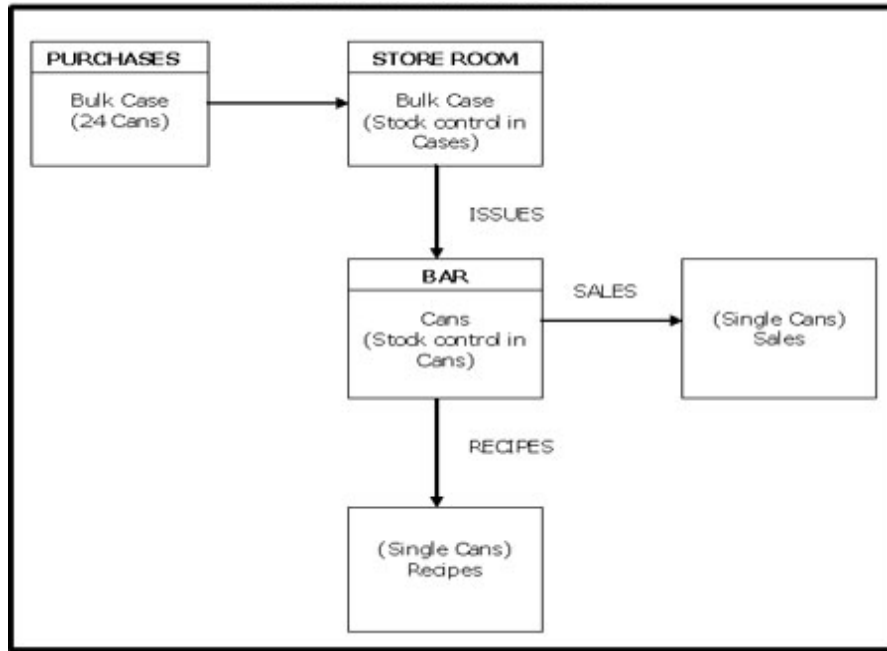 PURCHASES
Bulk Case
(24 Cans)
STORE ROOM
Bulk Case
(Stock control in
Cases)
ISSUES
BAR
Cans
(Stock control in
Cans)
SALES
(Single Cans)
Sales
RECIPES
(Single Cans)
Recipes